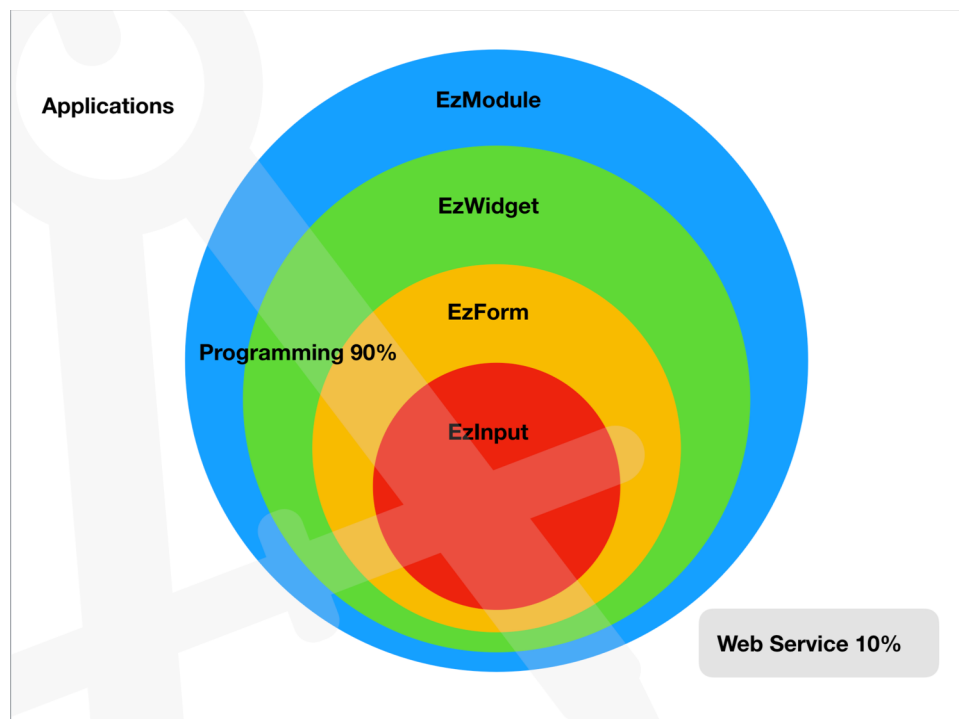 Applications
EzModule
EzWidget
EzForm
Programming 90%
EzInput
Web Service 10%